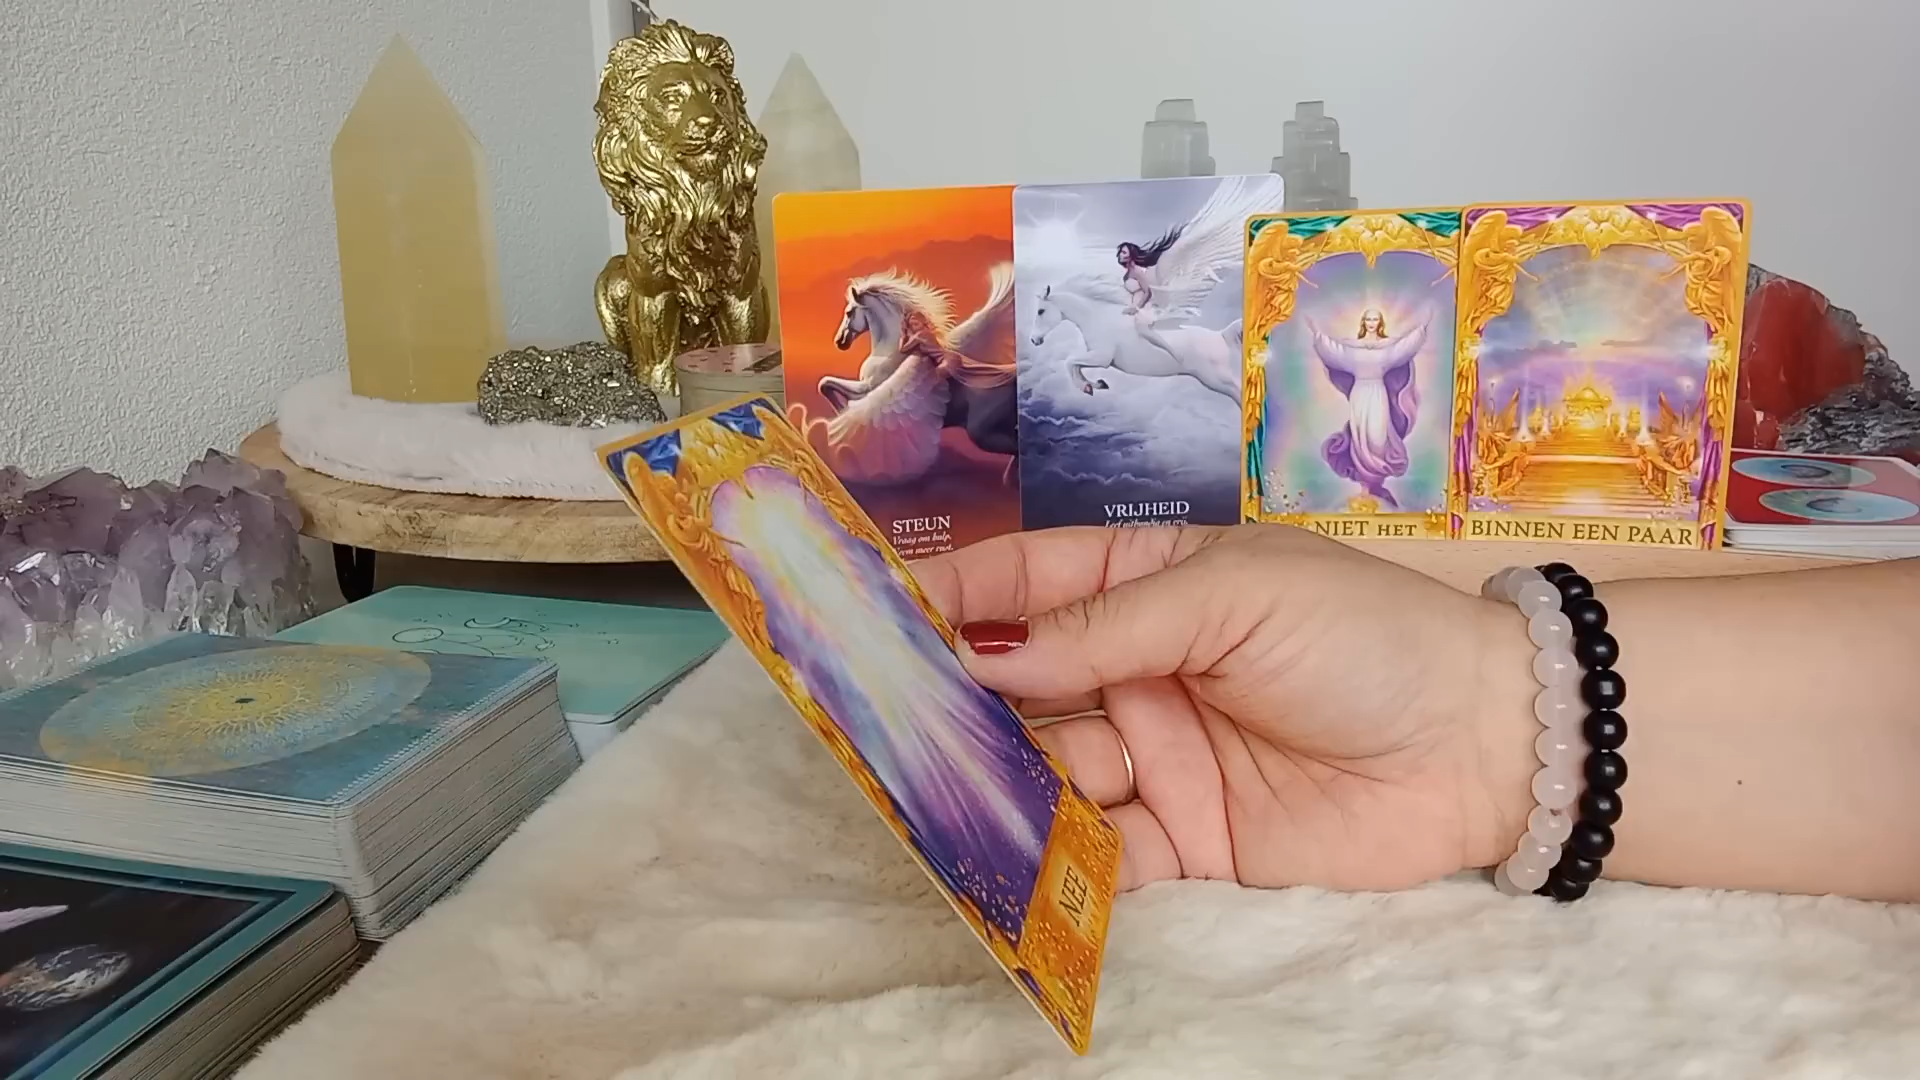 STEUN
Vraag om hulp.
Neem meer rust.
VRIJHEID
Leef uitbundig en vrij.
NIET HET
BINNEN EEN PAAR
NEE